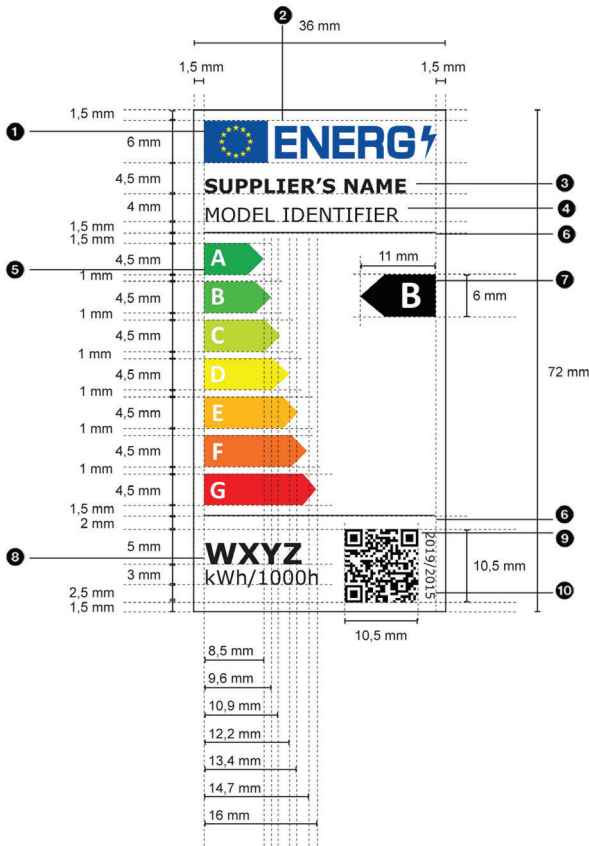 2
36 mm
1,5 mm 1,5 mm
1,5 mm
1 6 mm ENERG
4,5 mm SUPPLIER'S NAME 3
4 mm MODEL IDENTIFIER 4
1,5 mm 6
1,5 mm
5 4,5 mm A 11 mm 7
1 mm
4,5 mm B B 6 mm
1 mm
4,5 mm C
1 mm 72 mm
4,5 mm D
1 mm
4,5 mm E
1 mm
4,5 mm F
1 mm
4,5 mm G
1,5 mm 6
2 mm
8 5 mm WXYZ 2019/2015 9
3 mm kWh/1000h 10,5 mm
2,5 mm 10
1,5 mm
10,5 mm
8,5 mm
9,6 mm
10,9 mm
12,2 mm
13,4 mm
14,7 mm
16 mm